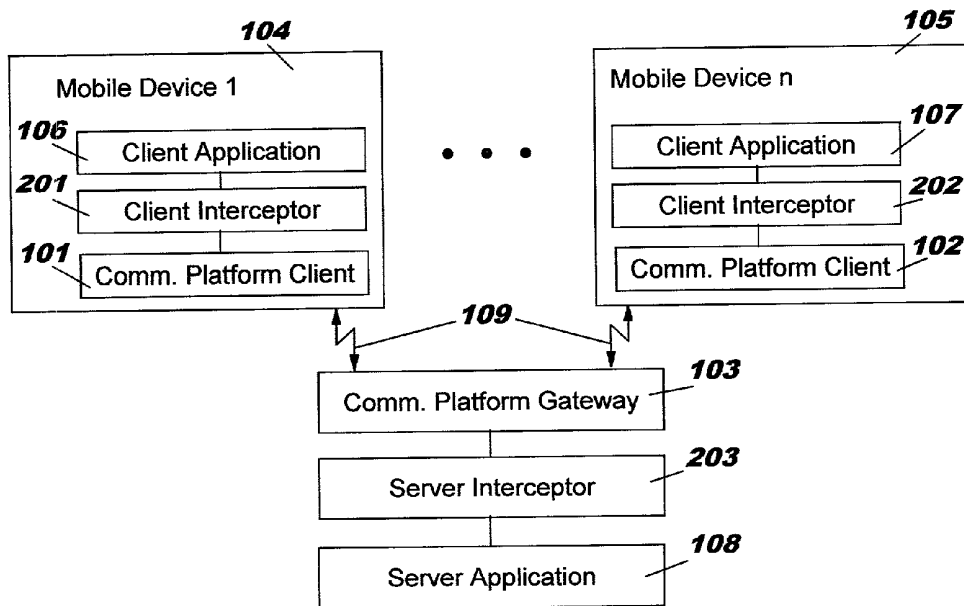 104
105
Mobile Device 1
Mobile Device n
106
107
Client Application
Client Application
201
202
Client Interceptor
Client Interceptor
101
102
Comm. Platform Client
Comm. Platform Client
109
103
Comm. Platform Gateway
203
Server Interceptor
108
Server Application